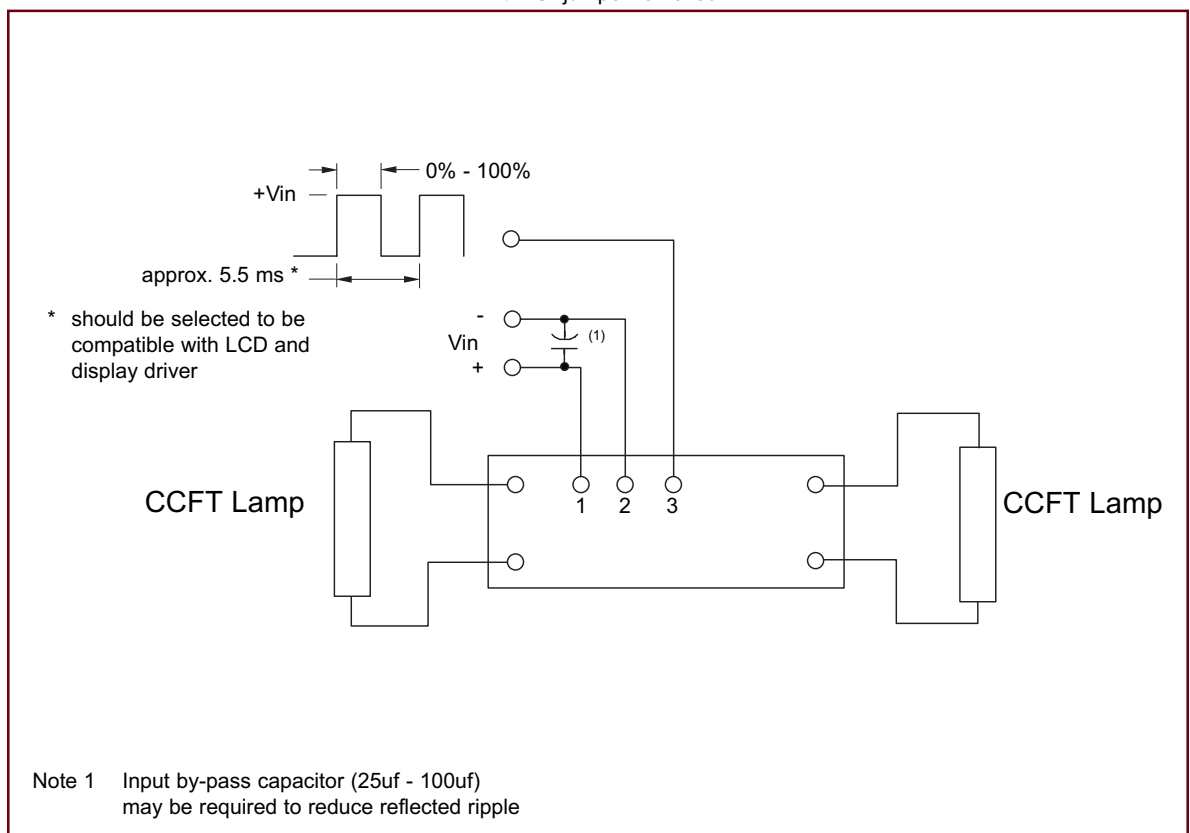 0% - 100%
+Vin
approx. 5.5 ms *
* should be selected to be
compatible with LCD and
display driver
-
Vin
(1)
+
CCFT Lamp
1 2 3
CCFT Lamp
Note 1 Input by-pass capacitor (25uf - 100uf)
may be required to reduce reflected ripple